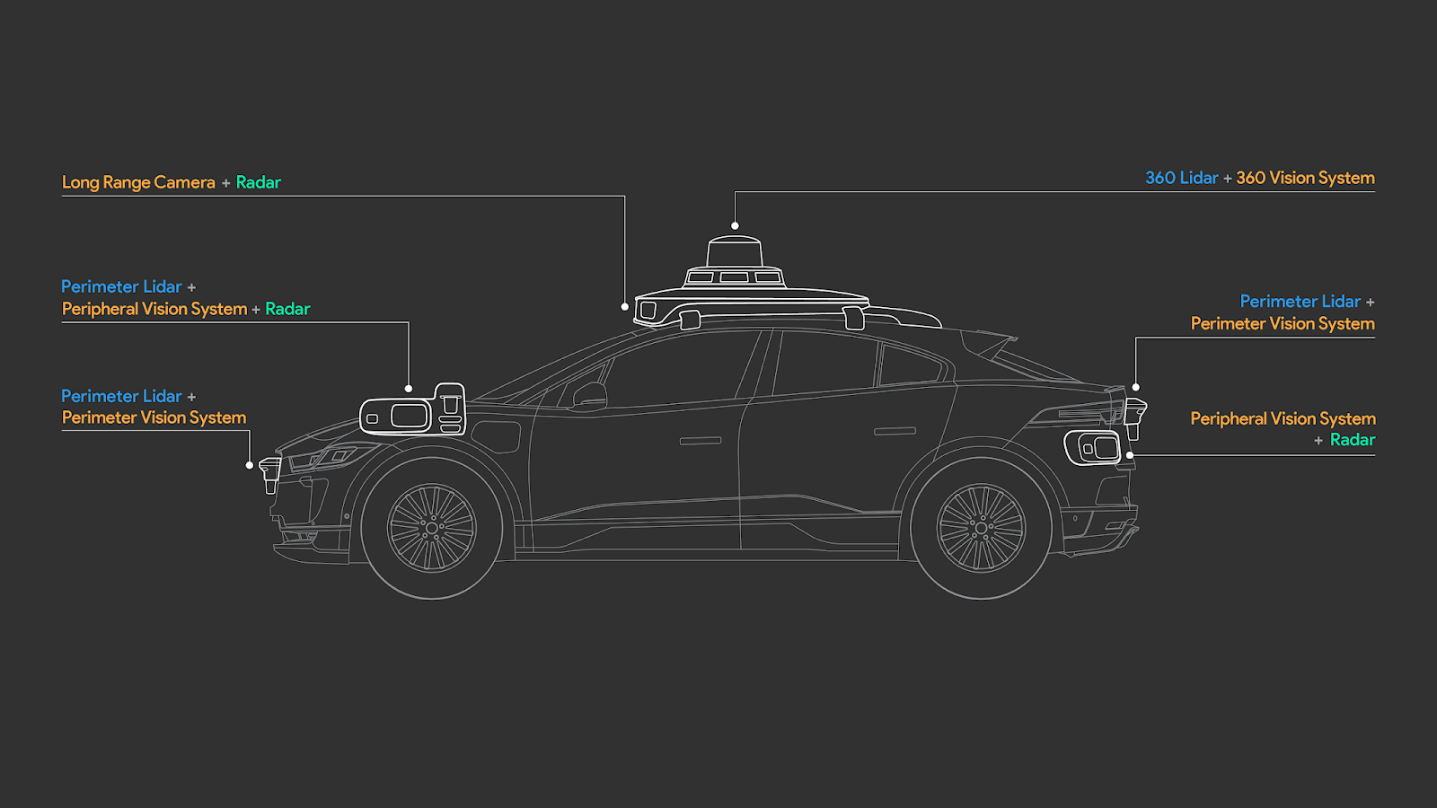 Long Range Camera + Radar
360 Lidar + 360 Vision System
Perimeter Lidar +
Peripheral Vision System + Radar
Perimeter Lidar +
Perimeter Vision System
Perimeter Lidar +
Perimeter Vision System
Peripheral Vision System
+ Radar